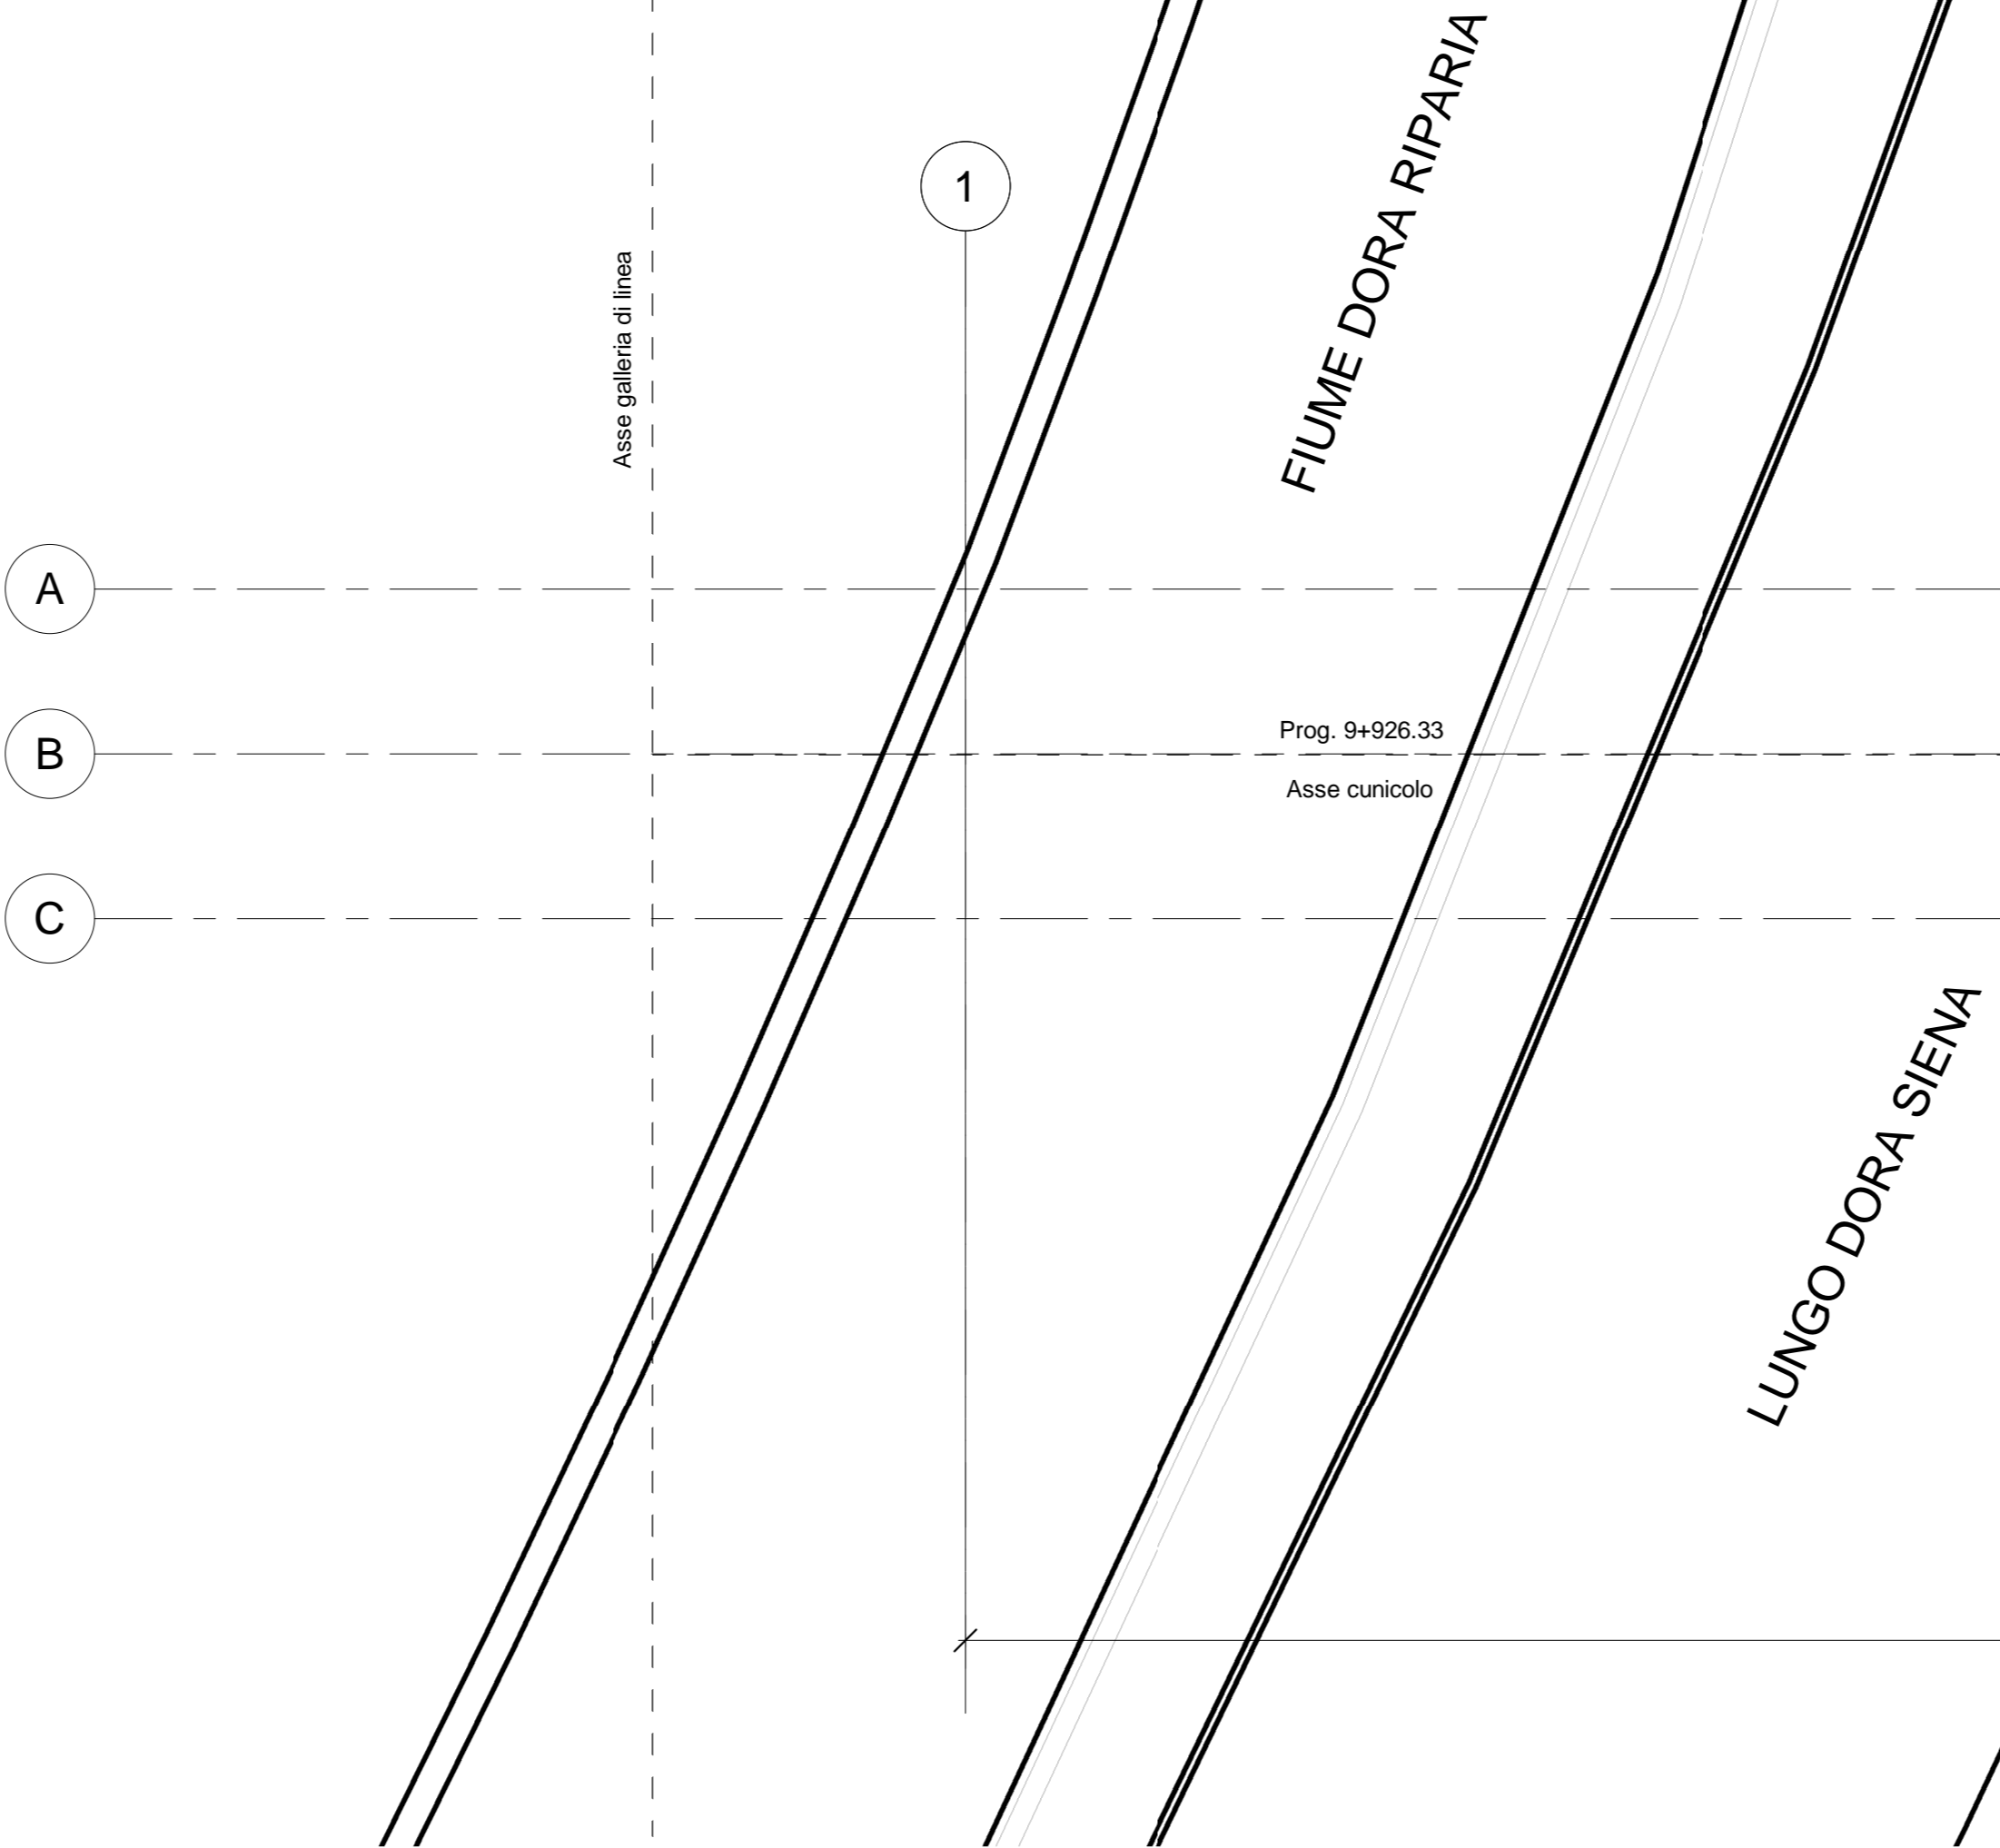 FIUME DORA RIPARIA
1
Asse galleria di linea
A
Prog. 9+926.33
B
Asse cunicolo
C
LUNGO DORA SIENA